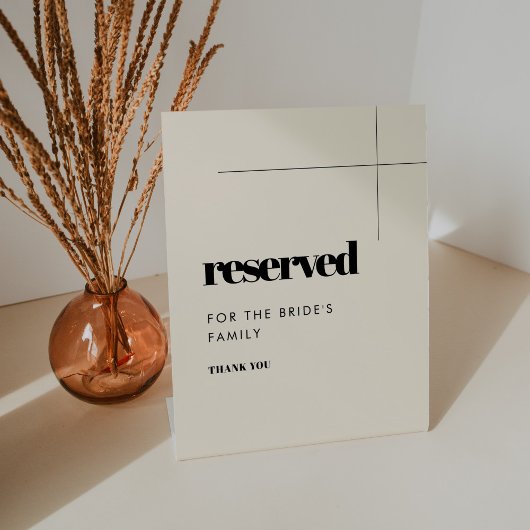 reserved
FOR THE BRIDE'S
FAMILY
THANK YOU